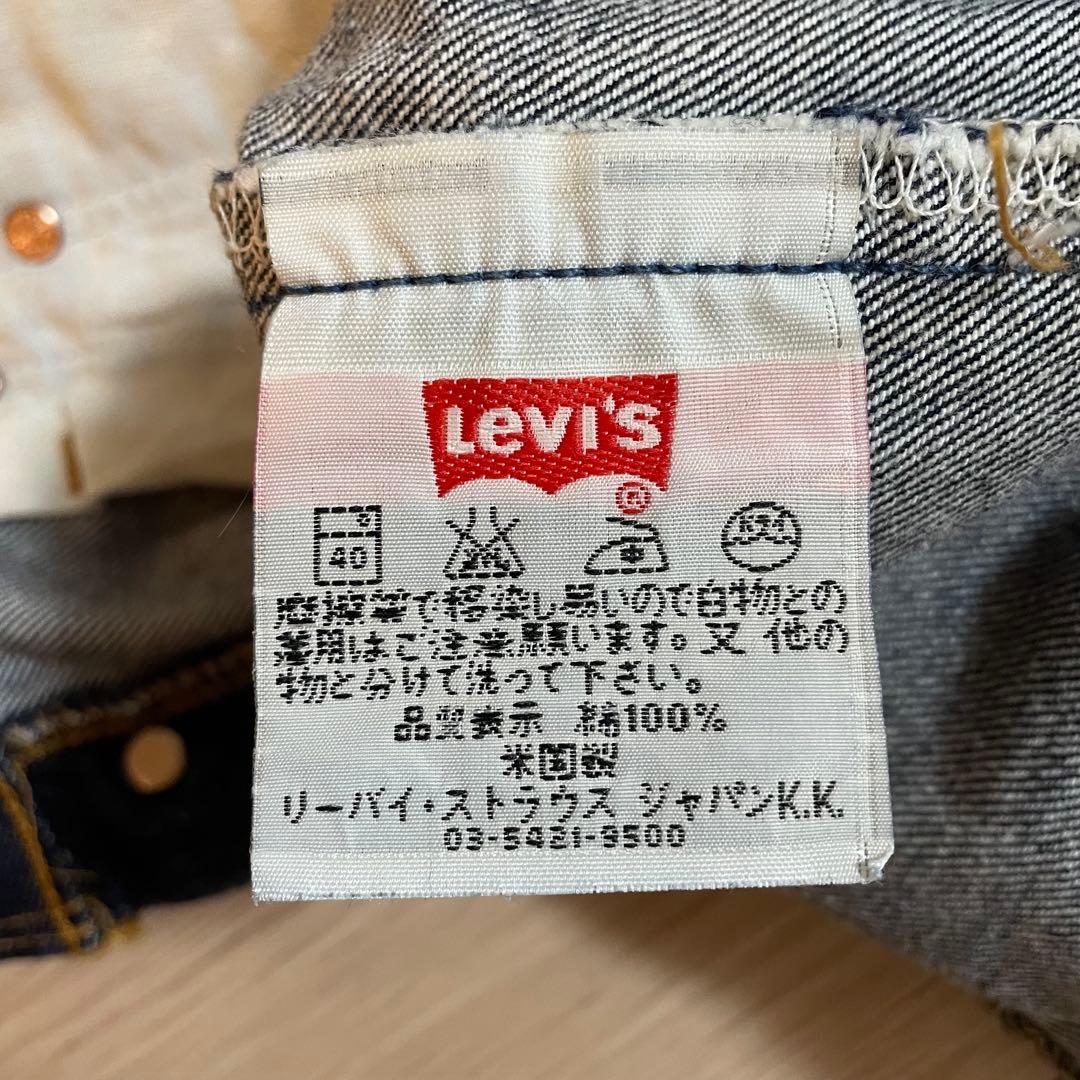 Levi's
®
40
ドライ
摩擦等で移染し易いので白物との
着用はご注意願います。又 他の
物と分けて洗って下さい。
品質表示 綿100%
米国製
リーバイ・ストラウス ジャパンK.K.
03-5421-9500